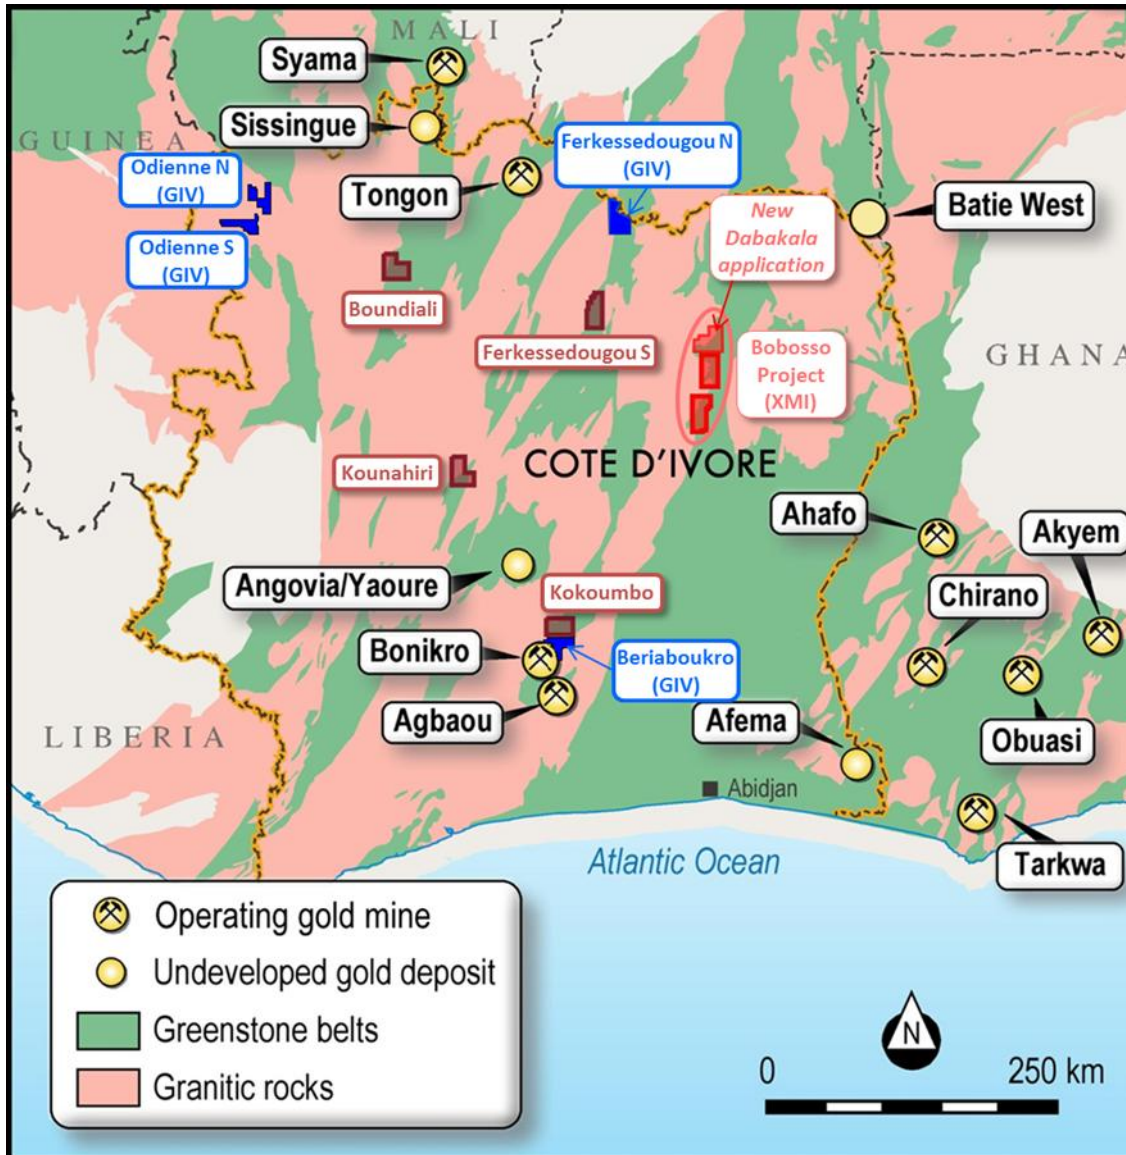 MALI
Syama
Sissingue
GUINEA
Odienne N
(GIV)
Ferkessedougou N
(GIV)
Tongon
New
Dabakala
application
Batie West
Odienne S
(GIV)
Boundiali
Ferkessedougou S
Bobosso
Project
(XMI)
GHANA
COTE D'IVORE
Kounahiri
Ahafo
Akyem
Angovia/Yaoure
Kokoumbo
Chirano
Bonikro
Beriaboukro
(GIV)
Agbaou
Afema
Obuasi
LIBERIA
Abidjan
Atlantic Ocean
Tarkwa
Operating gold mine
Undeveloped gold deposit
Greenstone belts
Granitic rocks
N
0 250 km